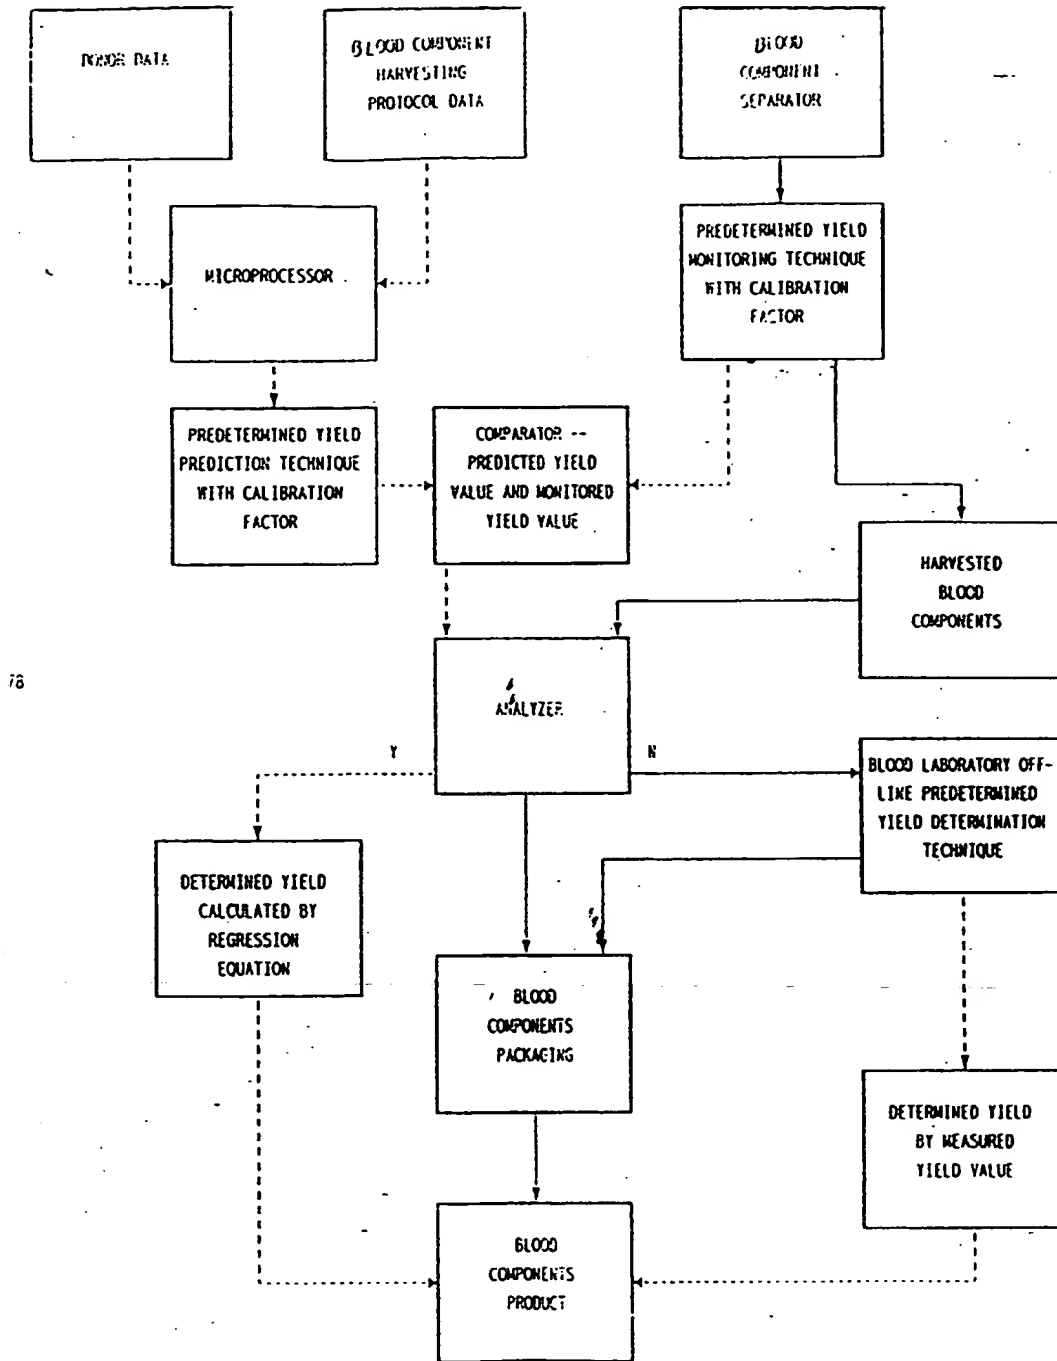 DONOR DATA
BLOOD COMPONENT
HARVESTING
PROTOCOL DATA
BLOOD
COMPONENT
SEPARATOR
MICROPROCESSOR
PREDETERMINED YIELD
MONITORING TECHNIQUE
WITH CALIBRATION
FACTOR
PREDETERMINED YIELD
PREDICTION TECHNIQUE
WITH CALIBRATION
FACTOR
COMPARATOR --
PREDICTED YIELD
VALUE AND MONITORED
YIELD VALUE
HARVESTED
BLOOD
COMPONENTS
78
ANALYZER
Y
N
BLOOD LABORATORY OFF-
LINE PREDETERMINED
YIELD DETERMINATION
TECHNIQUE
DETERMINED YIELD
CALCULATED BY
REGRESSION
EQUATION
BLOOD
COMPONENTS
PACKAGING
DETERMINED YIELD
BY MEASURED
YIELD VALUE
BLOOD
COMPONENTS
PRODUCT